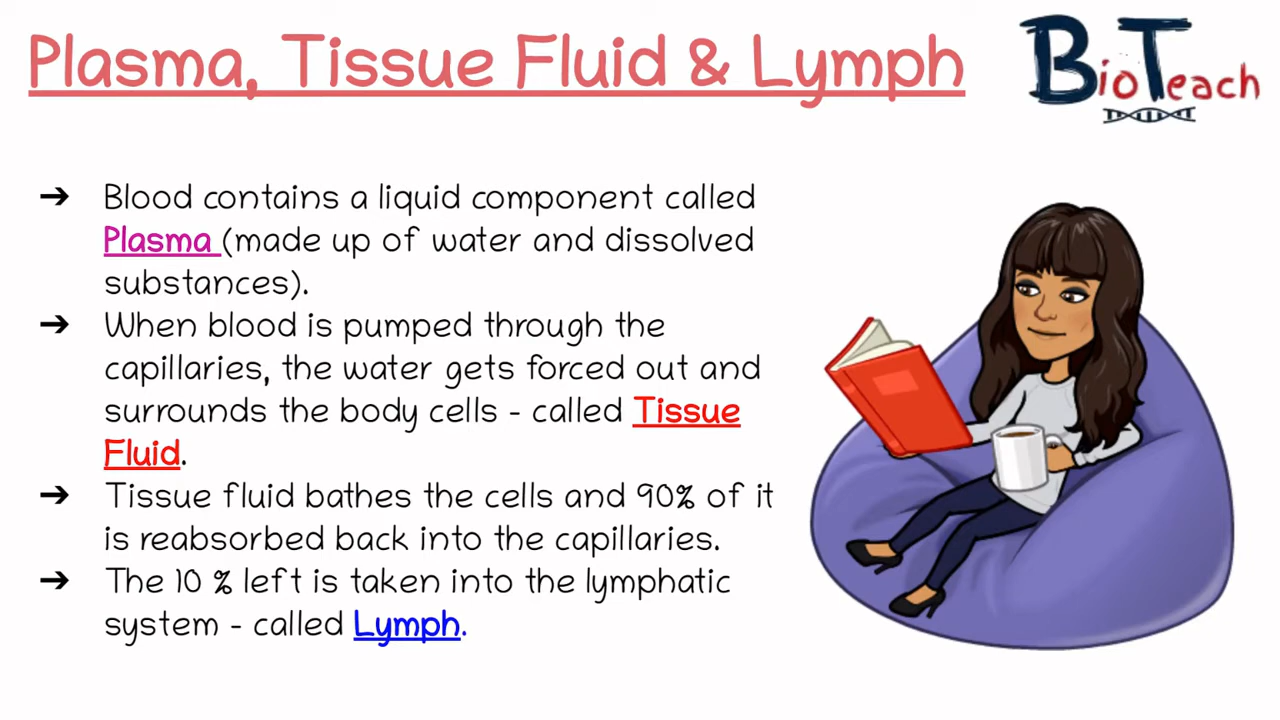 Plasma, Tissue Fluid & Lymph
BioTeach
➔ Blood contains a liquid component called
Plasma (made up of water and dissolved
substances).
➔ When blood is pumped through the
capillaries, the water gets forced out and
surrounds the body cells - called Tissue
Fluid.
➔ Tissue fluid bathes the cells and 90% of it
is reabsorbed back into the capillaries.
➔ The 10 % left is taken into the lymphatic
system - called Lymph.